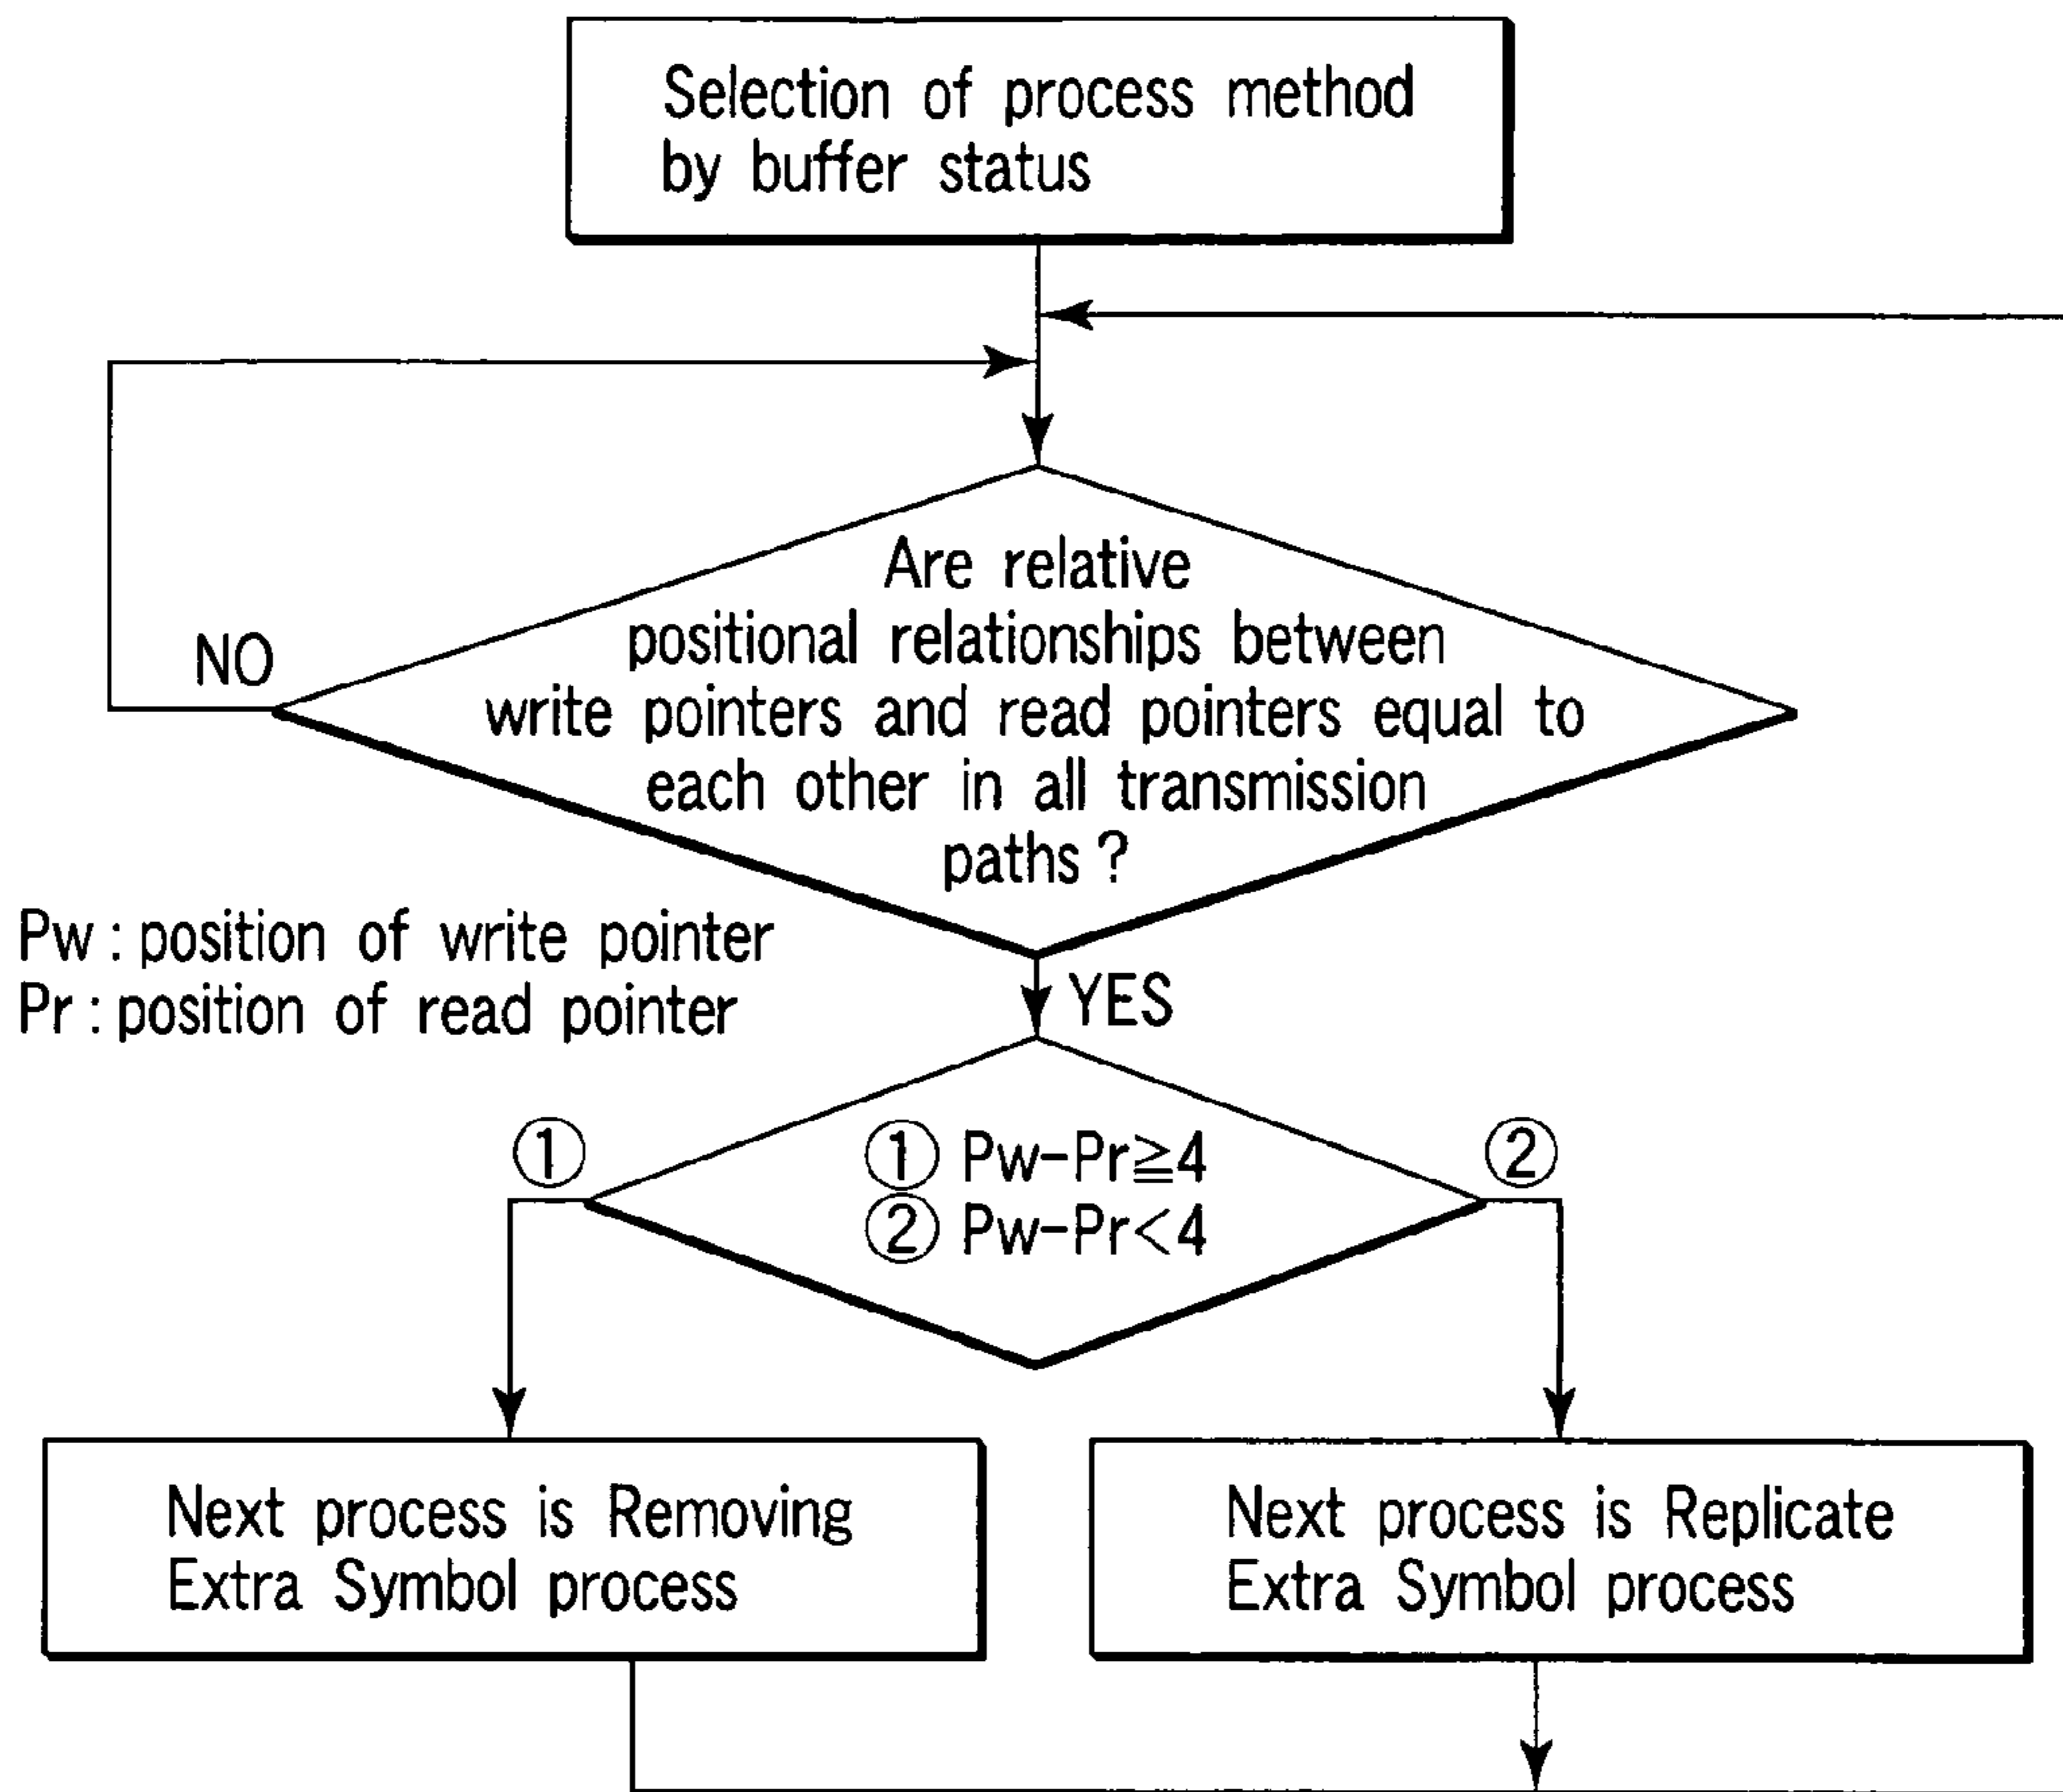 Selection of process method
by buffer status
Are relative
positional relationships between
write pointers and read pointers equal to
each other in all transmission
paths ?
NO
Pw : position of write pointer
Pr : position of read pointer
YES
①
① Pw-Pr≧4
② Pw-Pr<4
②
Next process is Removing
Extra Symbol process
Next process is Replicate
Extra Symbol process